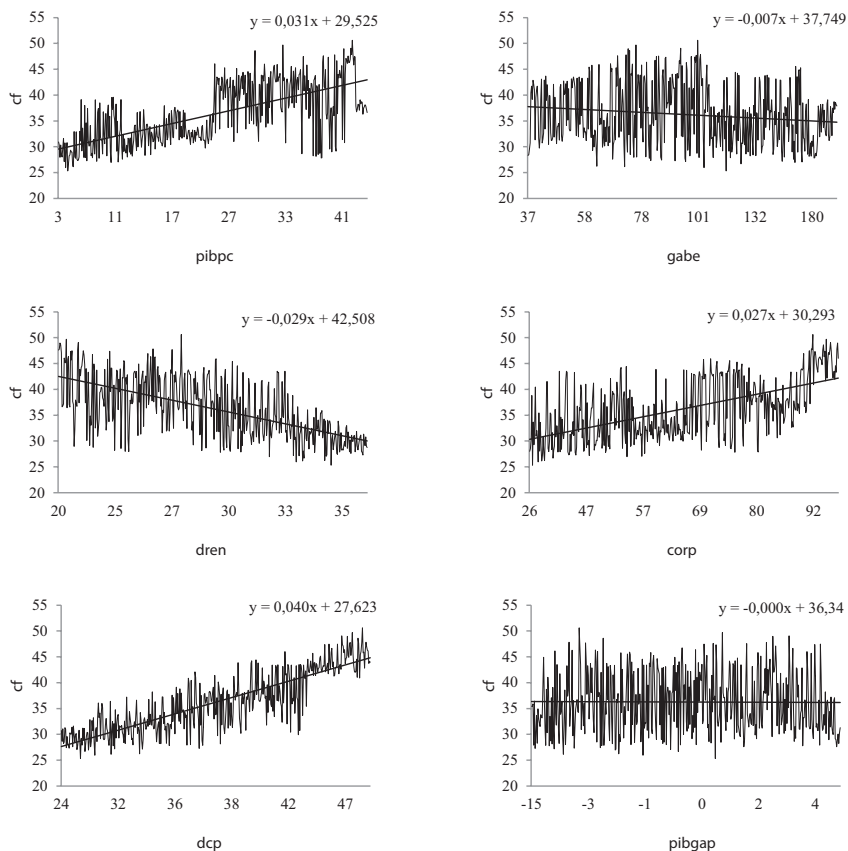 y = 0,031x + 29,525
55
50
45
40
35
30
25
20
cf
3 11 17 27 33 41
pibpc
y = -0,007x + 37,749
55
50
45
40
35
30
25
20
cf
37 58 78 101 132 180
gabe
y = -0,029x + 42,508
55
50
45
40
35
30
25
20
cf
20 25 27 30 33 35
dren
y = 0,027x + 30,293
55
50
45
40
35
30
25
20
cf
26 47 57 69 80 92
corp
y = 0,040x + 27,623
55
50
45
40
35
30
25
20
cf
24 32 36 38 42 47
dcp
y = -0,000x + 36,34
55
50
45
40
35
30
25
20
cf
-15 -3 -1 0 2 4
pibgap